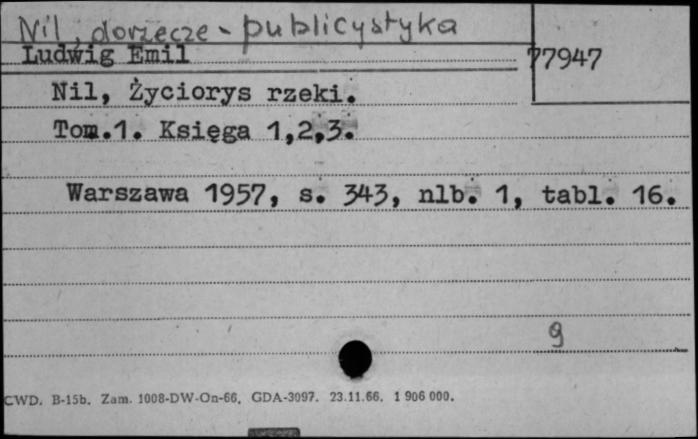 Nil, dorzecze - publicystyka
Ludwig Emil
77947
Nil, Życiorys rzeki.
Tom.1. Księga 1,2,3.
Warszawa 1957, s. 343, nlb. 1, tabl. 16.
9
CWD. B-15b. Zam. 1008-DW-On-66. GDA-3097. 23.11.66. 1 906 000.